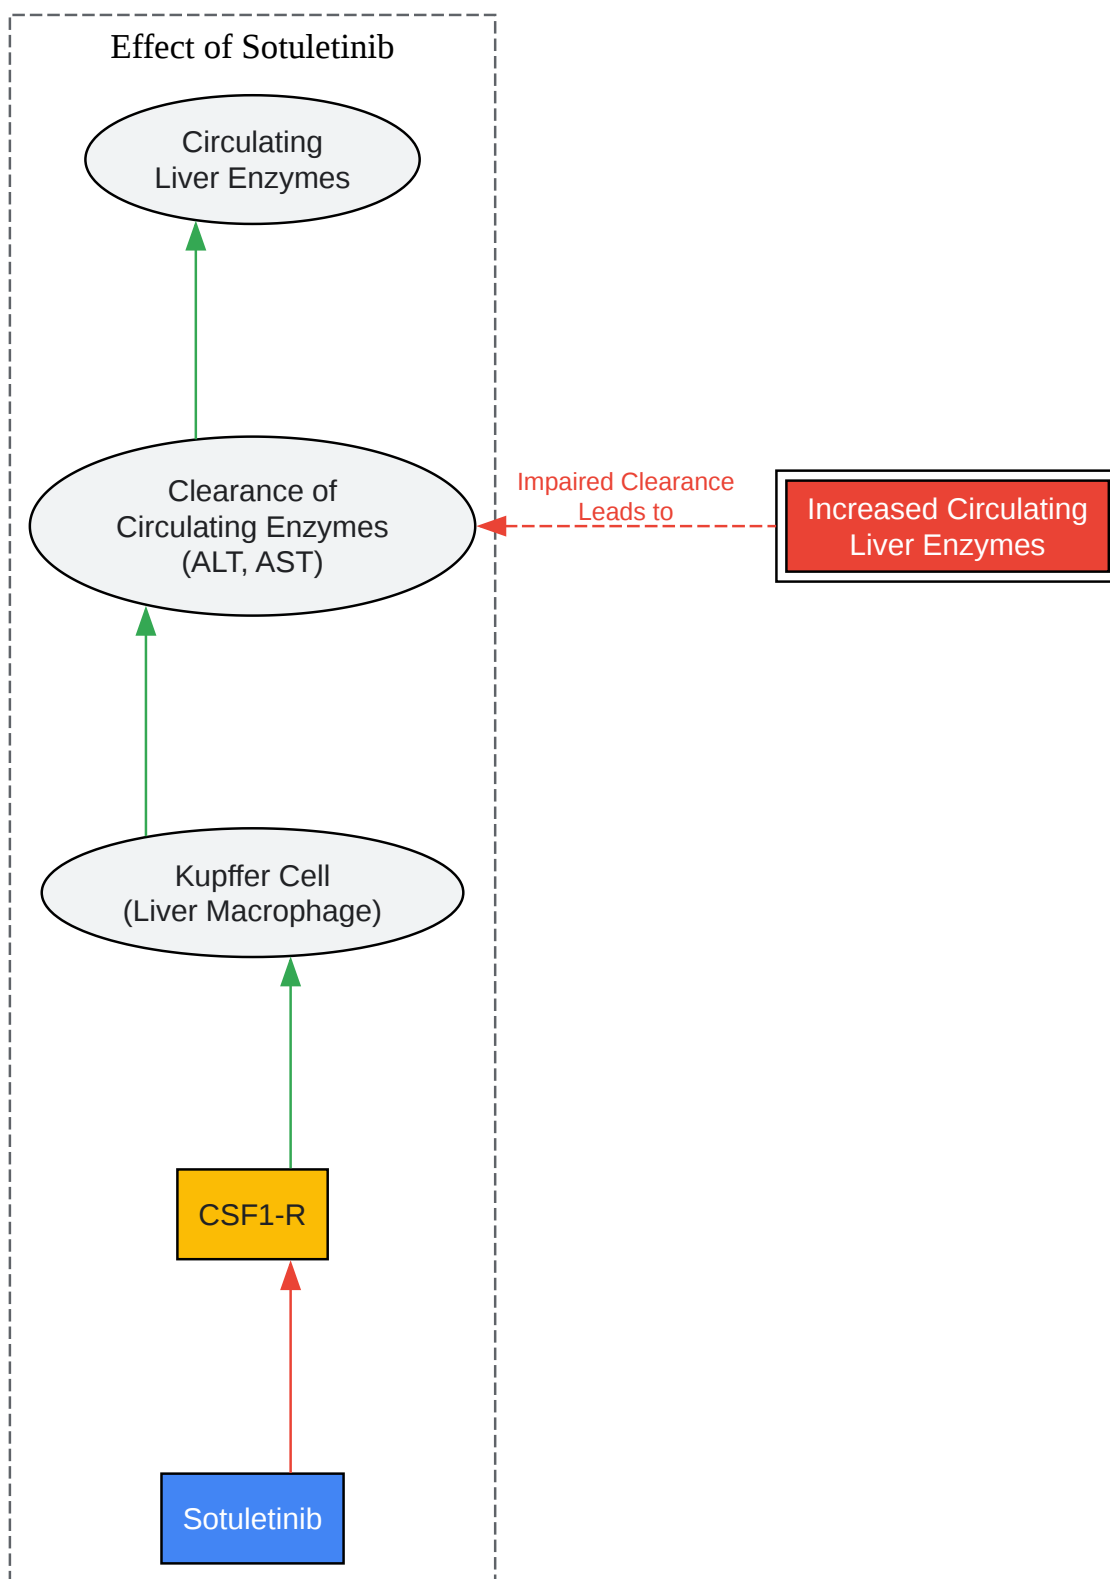 Effect of Sotuletinib
Circulating
Liver Enzymes
Clearance of
Circulating Enzymes
(ALT, AST)
Impaired Clearance
Leads to
Increased Circulating
Liver Enzymes
Kupffer Cell
(Liver Macrophage)
CSF1-R
Sotuletinib